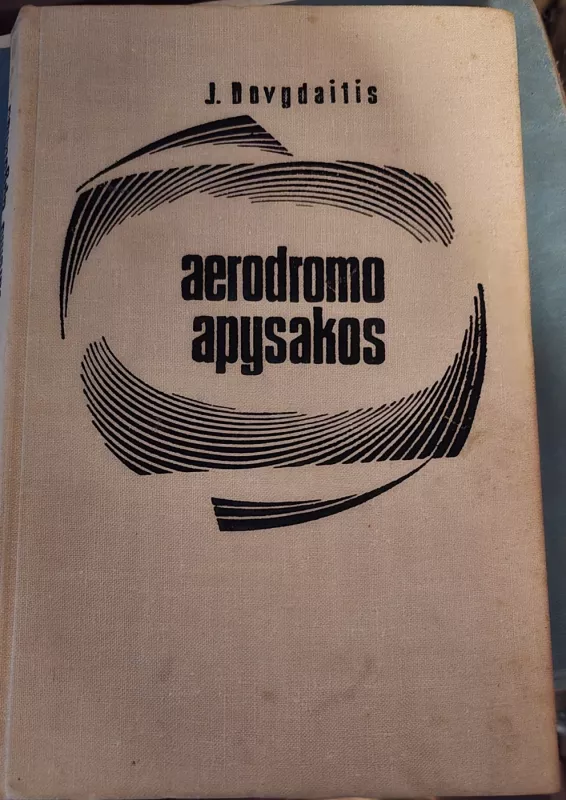 J. Dovgdaitis
aerodromo
apysakos